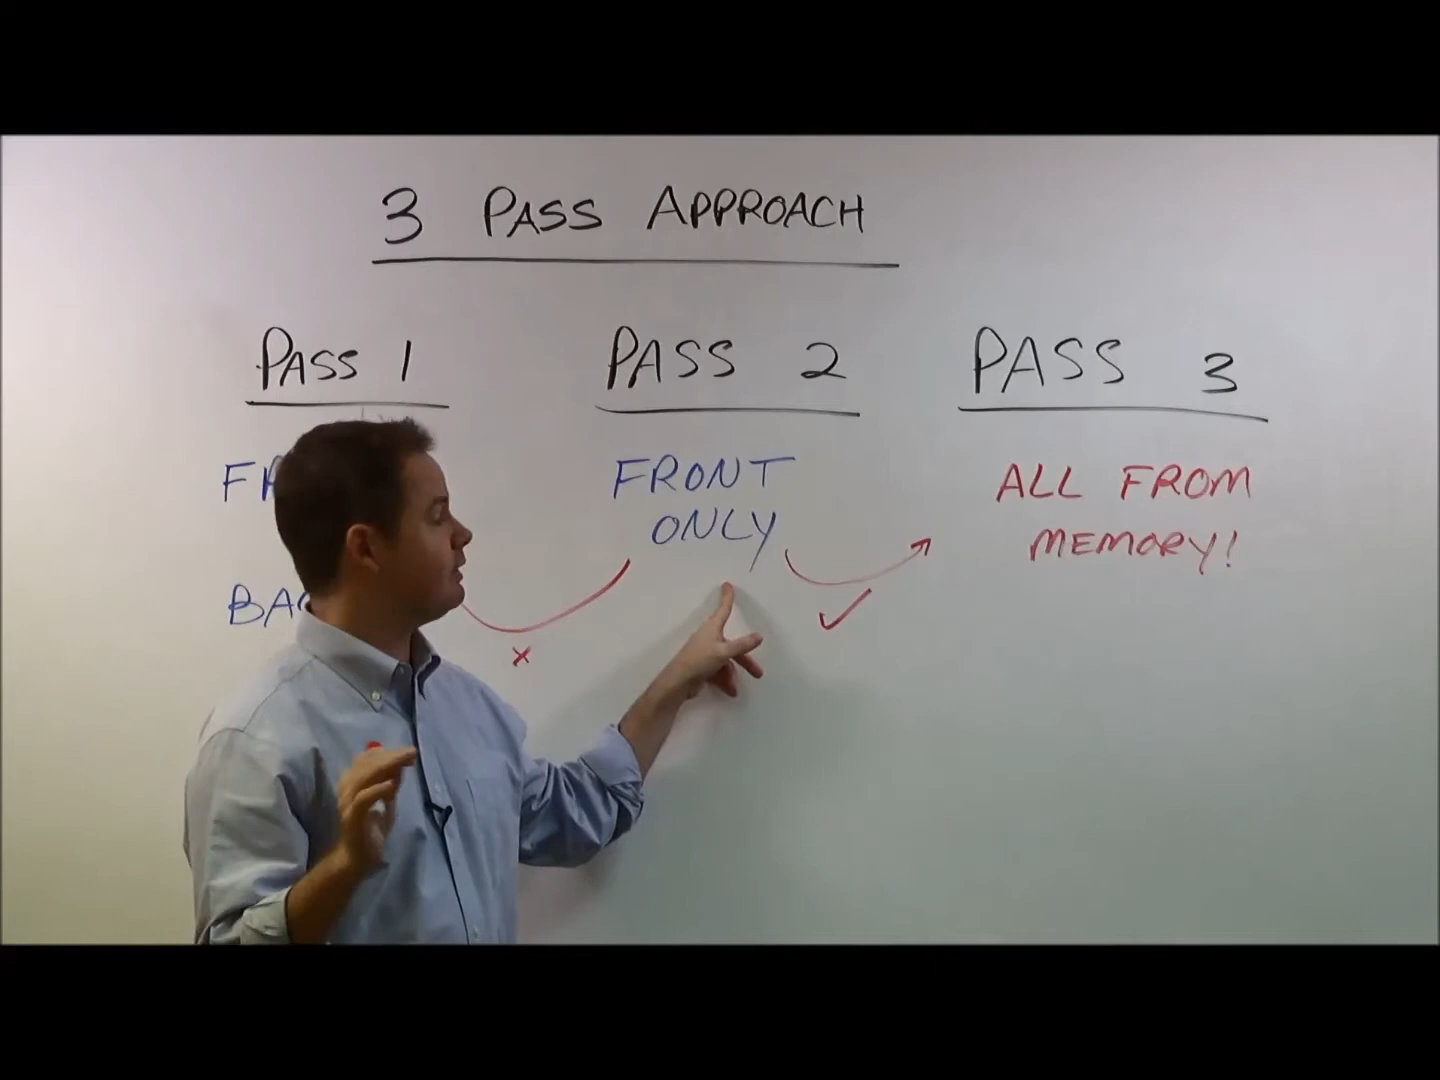 3 PASS APPROACH
PASS 1
PASS 2
PASS 3
FRONT
ONLY
ALL FROM
MEMORY!